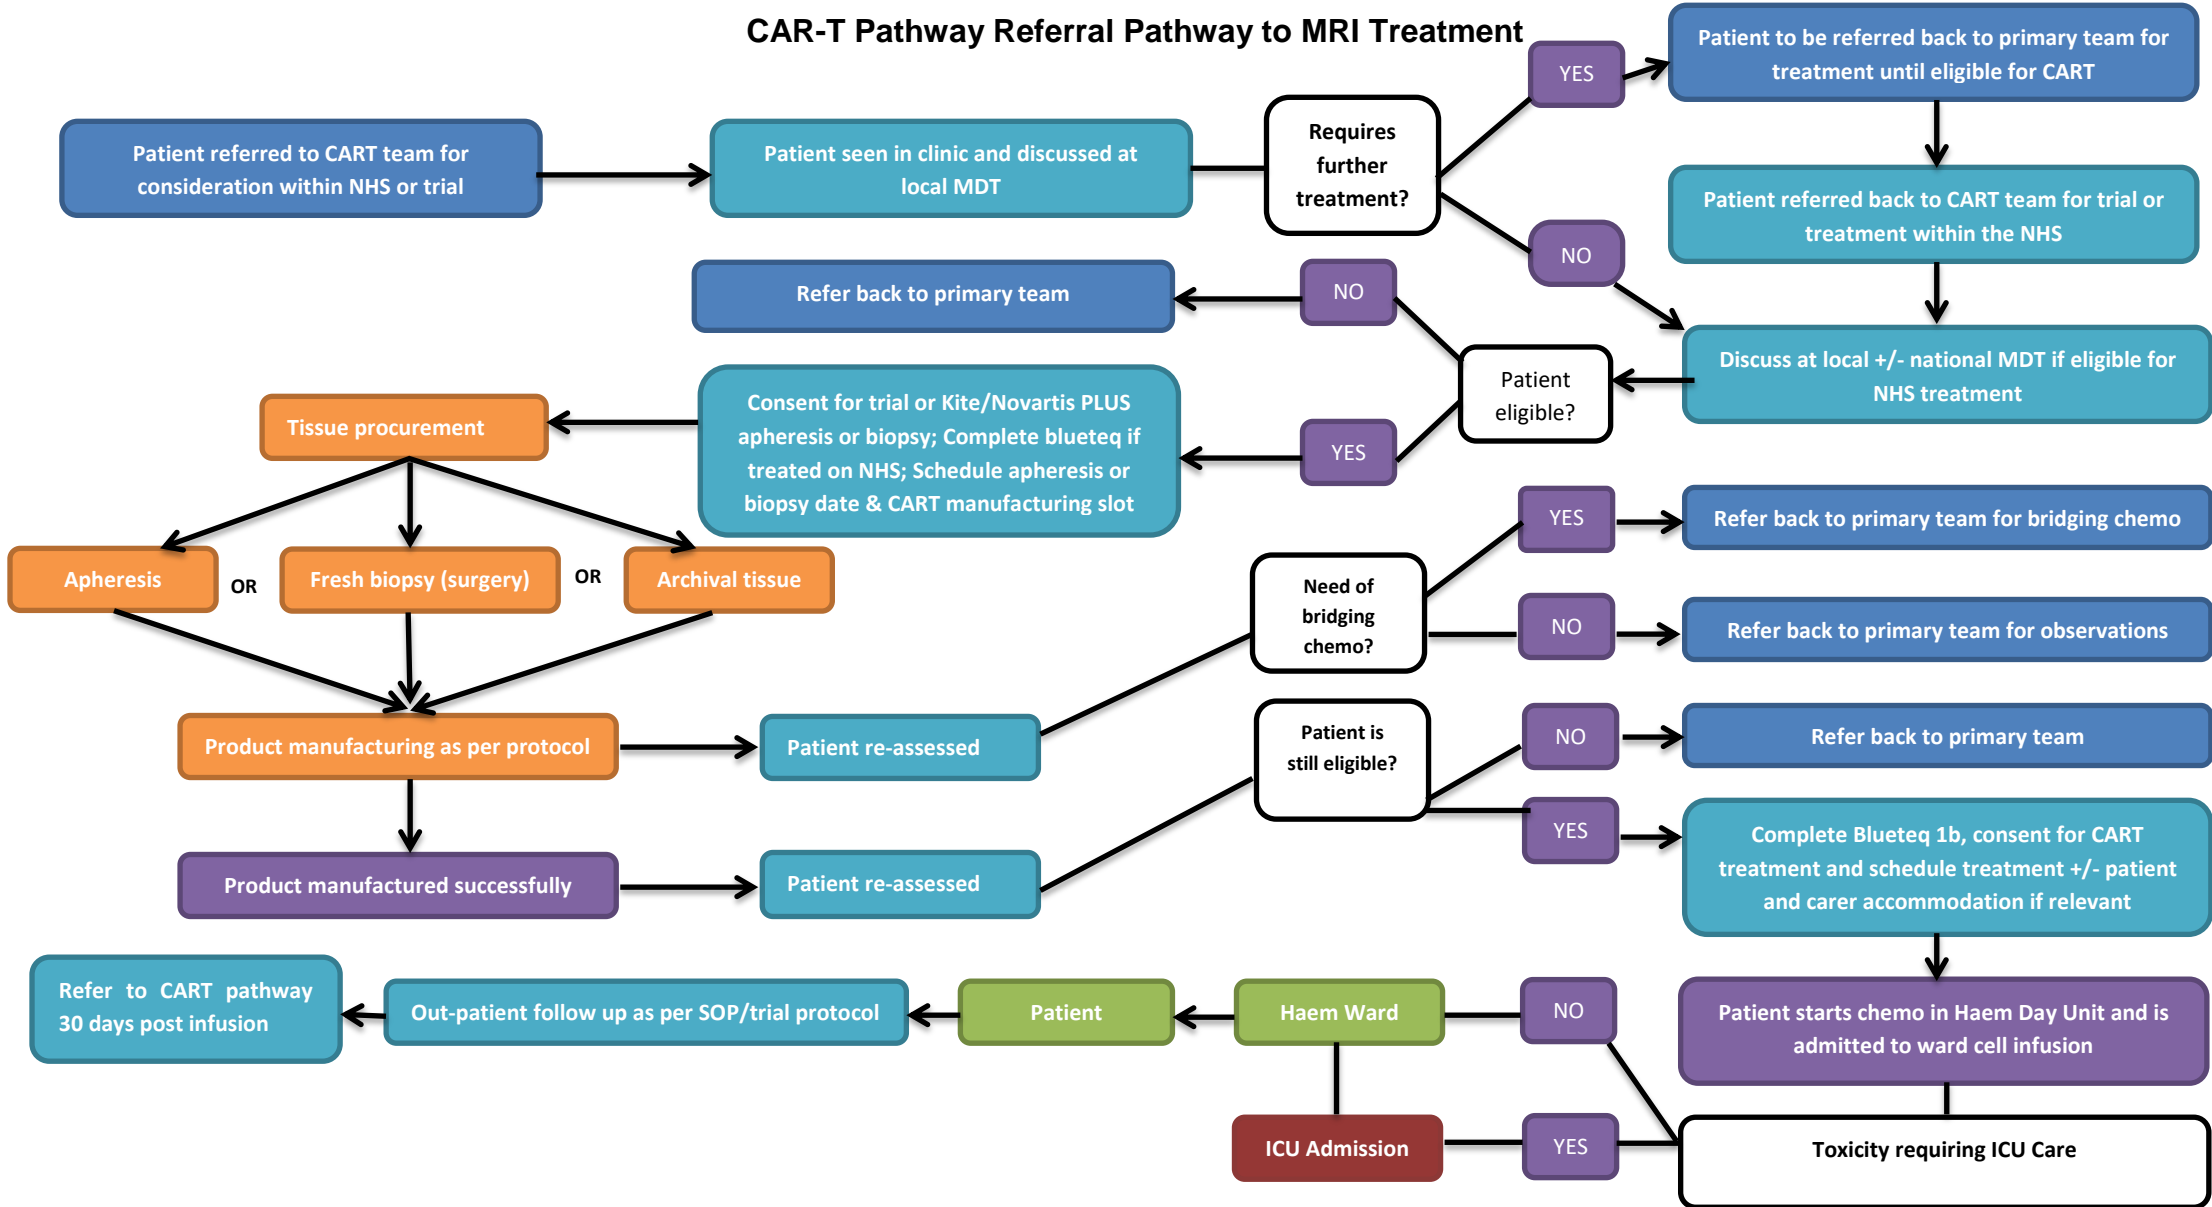 CAR-T Pathway Referral Pathway to MRI Treatment
Patient referred to CART team for
consideration within NHS or trial
Patient seen in clinic and discussed at
local MDT
Requires
further
treatment?
YES
Patient to be referred back to primary team for
treatment until eligible for CART
NO
Patient referred back to CART team for trial or
treatment within the NHS
Discuss at local +/- national MDT if eligible for
NHS treatment
Patient
eligible?
NO
Refer back to primary team
YES
Consent for trial or Kite/Novartis PLUS
apheresis or biopsy; Complete blueteq if
treated on NHS; Schedule apheresis or
biopsy date & CART manufacturing slot
Tissue procurement
Apheresis
OR
Fresh biopsy (surgery)
OR
Archival tissue
Product manufacturing as per protocol
Patient re-assessed
Need of
bridging
chemo?
YES
Refer back to primary team for bridging chemo
NO
Refer back to primary team for observations
Product manufactured successfully
Patient re-assessed
Patient is
still eligible?
NO
Refer back to primary team
YES
Complete Blueteq 1b, consent for CART
treatment and schedule treatment +/- patient
and carer accommodation if relevant
Patient starts chemo in Haem Day Unit and is
admitted to ward cell infusion
Toxicity requiring ICU Care
NO
YES
ICU Admission
Haem Ward
Patient
Out-patient follow up as per SOP/trial protocol
Refer to CART pathway
30 days post infusion